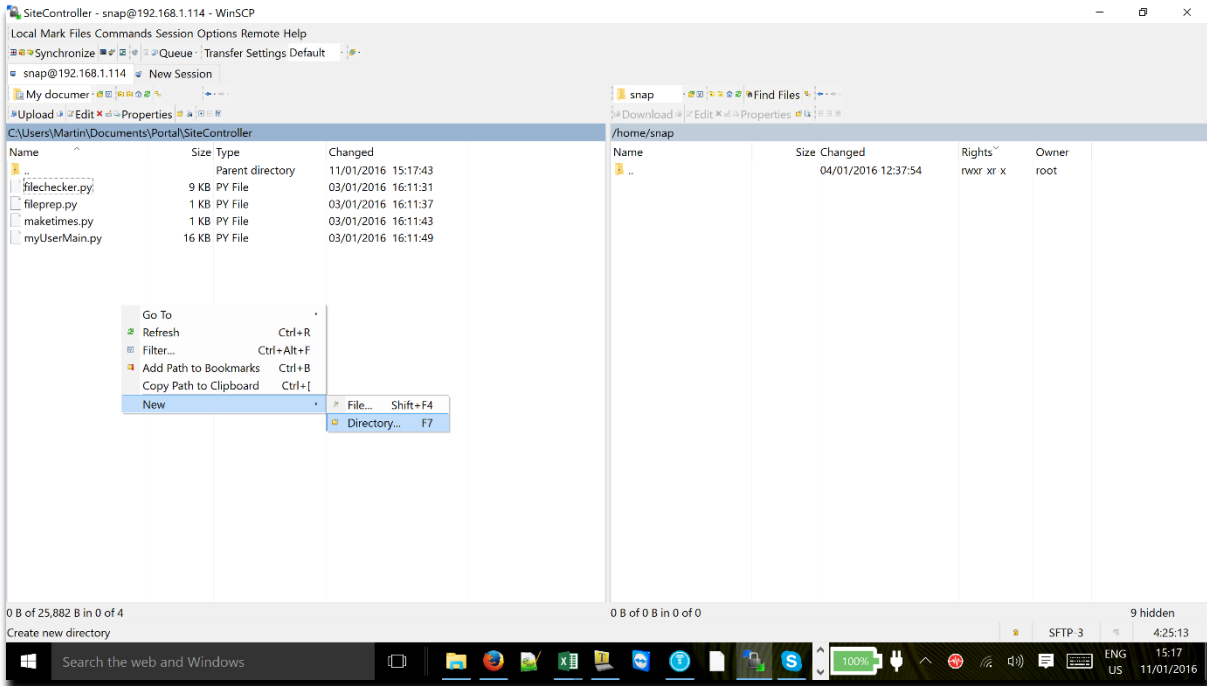 SiteController - snap@192.168.1.114 - WinSCP
Local Mark Files Commands Session Options Remote Help
Synchronize Queue Transfer Settings Default
snap@192.168.1.114 New Session
My documer
Upload Edit Properties
C:\Users\Martin\Documents\Portal\SiteController
Name Size Type Changed
.. Parent directory 11/01/2016 15:17:43
filechecker.py 9 KB PY File 03/01/2016 16:11:31
fileprep.py 1 KB PY File 03/01/2016 16:11:37
maketimes.py 1 KB PY File 03/01/2016 16:11:43
myUserMain.py 16 KB PY File 03/01/2016 16:11:49
Go To
Refresh Ctrl+R
Filter... Ctrl+Alt+F
Add Path to Bookmarks Ctrl+B
Copy Path to Clipboard Ctrl+[
New
File... Shift+F4
Directory... F7
0 B of 25,882 B in 0 of 4
snap Find Files
Download Edit Properties
/home/snap
Name Size Changed Rights Owner
.. 04/01/2016 12:37:54 rwxr xr x root
0 B of 0 B in 0 of 0
9 hidden
Create new directory
SFTP-3 4:25:13
Search the web and Windows
100%
ENG
US
15:17
11/01/2016